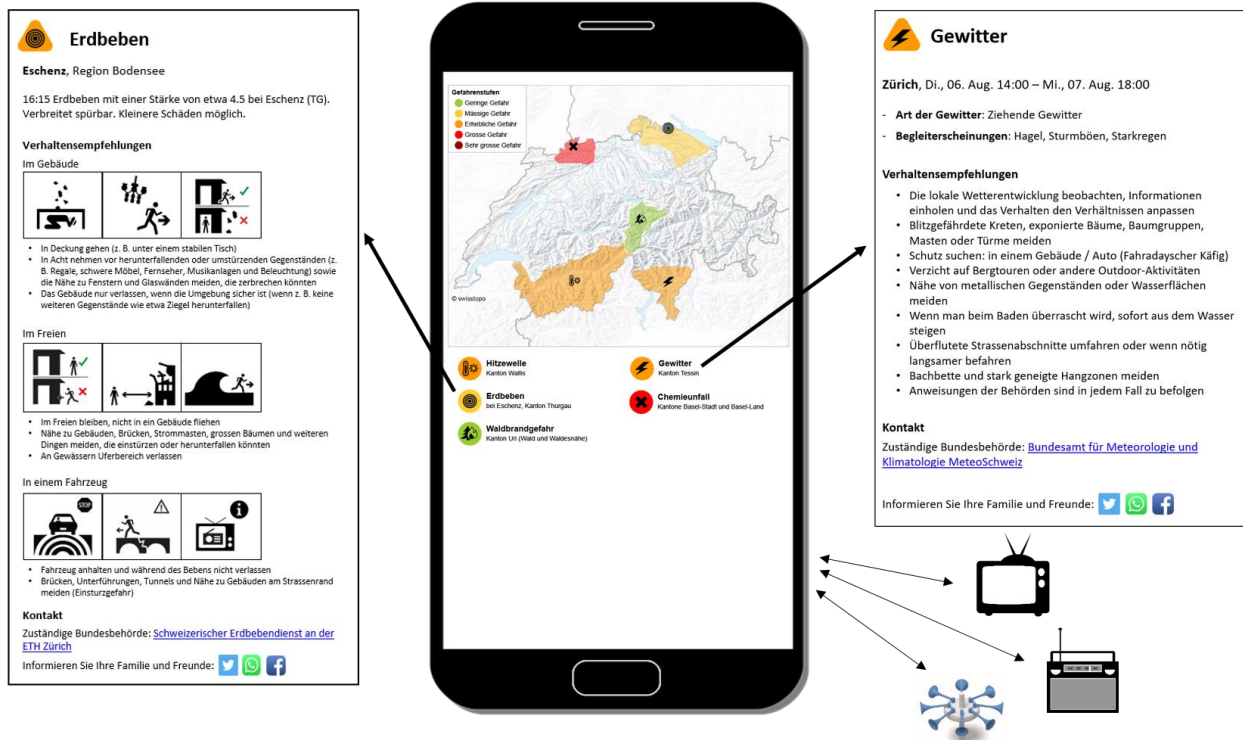 Erdbeben
Eschenz, Region Bodensee
16:15 Erdbeben mit einer Stärke von etwa 4.5 bei Eschenz (TG).
Verbreitet spürbar. Kleinere Schäden möglich.
Verhaltensempfehlungen
Im Gebäude
• In Deckung gehen (z. B. unter einem stabilen Tisch)
• In Acht nehmen vor herunterfallenden oder umstürzenden Gegenständen (z.
B. Regale, schwere Möbel, Fernseher, Musikanlagen und Beleuchtung) sowie
die Nähe zu Fenstern und Glaswänden meiden, die zerbrechen könnten
• Das Gebäude nur verlassen, wenn die Umgebung sicher ist (wenn z. B. keine
weiteren Gegenstände wie etwa Ziegel herunterfallen)
Im Freien
• Im Freien bleiben, nicht in ein Gebäude fliehen
• Nähe zu Gebäuden, Brücken, Strommasten, grossen Bäumen und weiteren
Dingen meiden, die einstürzen oder herunterfallen könnten
• An Gewässern Uferbereich verlassen
In einem Fahrzeug
STOP
• Fahrzeug anhalten und während des Bebens nicht verlassen
• Brücken, Unterführungen, Tunnels und Nähe zu Gebäuden am Strassenrand
meiden (Einsturzgefahr)
Kontakt
Zuständige Bundesbehörde: Schweizerischer Erdbebendienst an der
ETH Zürich
Informieren Sie Ihre Familie und Freunde:
Gefahrenstufen
Geringe Gefahr
Mässige Gefahr
Erhebliche Gefahr
Grosse Gefahr
Sehr grosse Gefahr
© swisstopo
Hitzewelle
Kanton Wallis
Erdbeben
bei Eschenz, Kanton Thurgau
Waldbrandgefahr
Kanton Uri (Wald und Waldesnähe)
Gewitter
Kanton Tessin
Chemieunfall
Kantone Basel-Stadt und Basel-Land
Gewitter
Zürich, Di., 06. Aug. 14:00 – Mi., 07. Aug. 18:00
- Art der Gewitter: Ziehende Gewitter
- Begleiterscheinungen: Hagel, Sturmböen, Starkregen
Verhaltensempfehlungen
• Die lokale Wetterentwicklung beobachten, Informationen
einholen und das Verhalten den Verhältnissen anpassen
• Blitzgefährdete Kreten, exponierte Bäume, Baumgruppen,
Masten oder Türme meiden
• Schutz suchen: in einem Gebäude / Auto (Fahradayscher Käfig)
• Verzicht auf Bergtouren oder andere Outdoor-Aktivitäten
• Nähe von metallischen Gegenständen oder Wasserflächen
meiden
• Wenn man beim Baden überrascht wird, sofort aus dem Wasser
steigen
• Überflutete Strassenabschnitte umfahren oder wenn nötig
langsamer befahren
• Bachbette und stark geneigte Hangzonen meiden
• Anweisungen der Behörden sind in jedem Fall zu befolgen
Kontakt
Zuständige Bundesbehörde: Bundesamt für Meteorologie und
Klimatologie MeteoSchweiz
Informieren Sie Ihre Familie und Freunde: